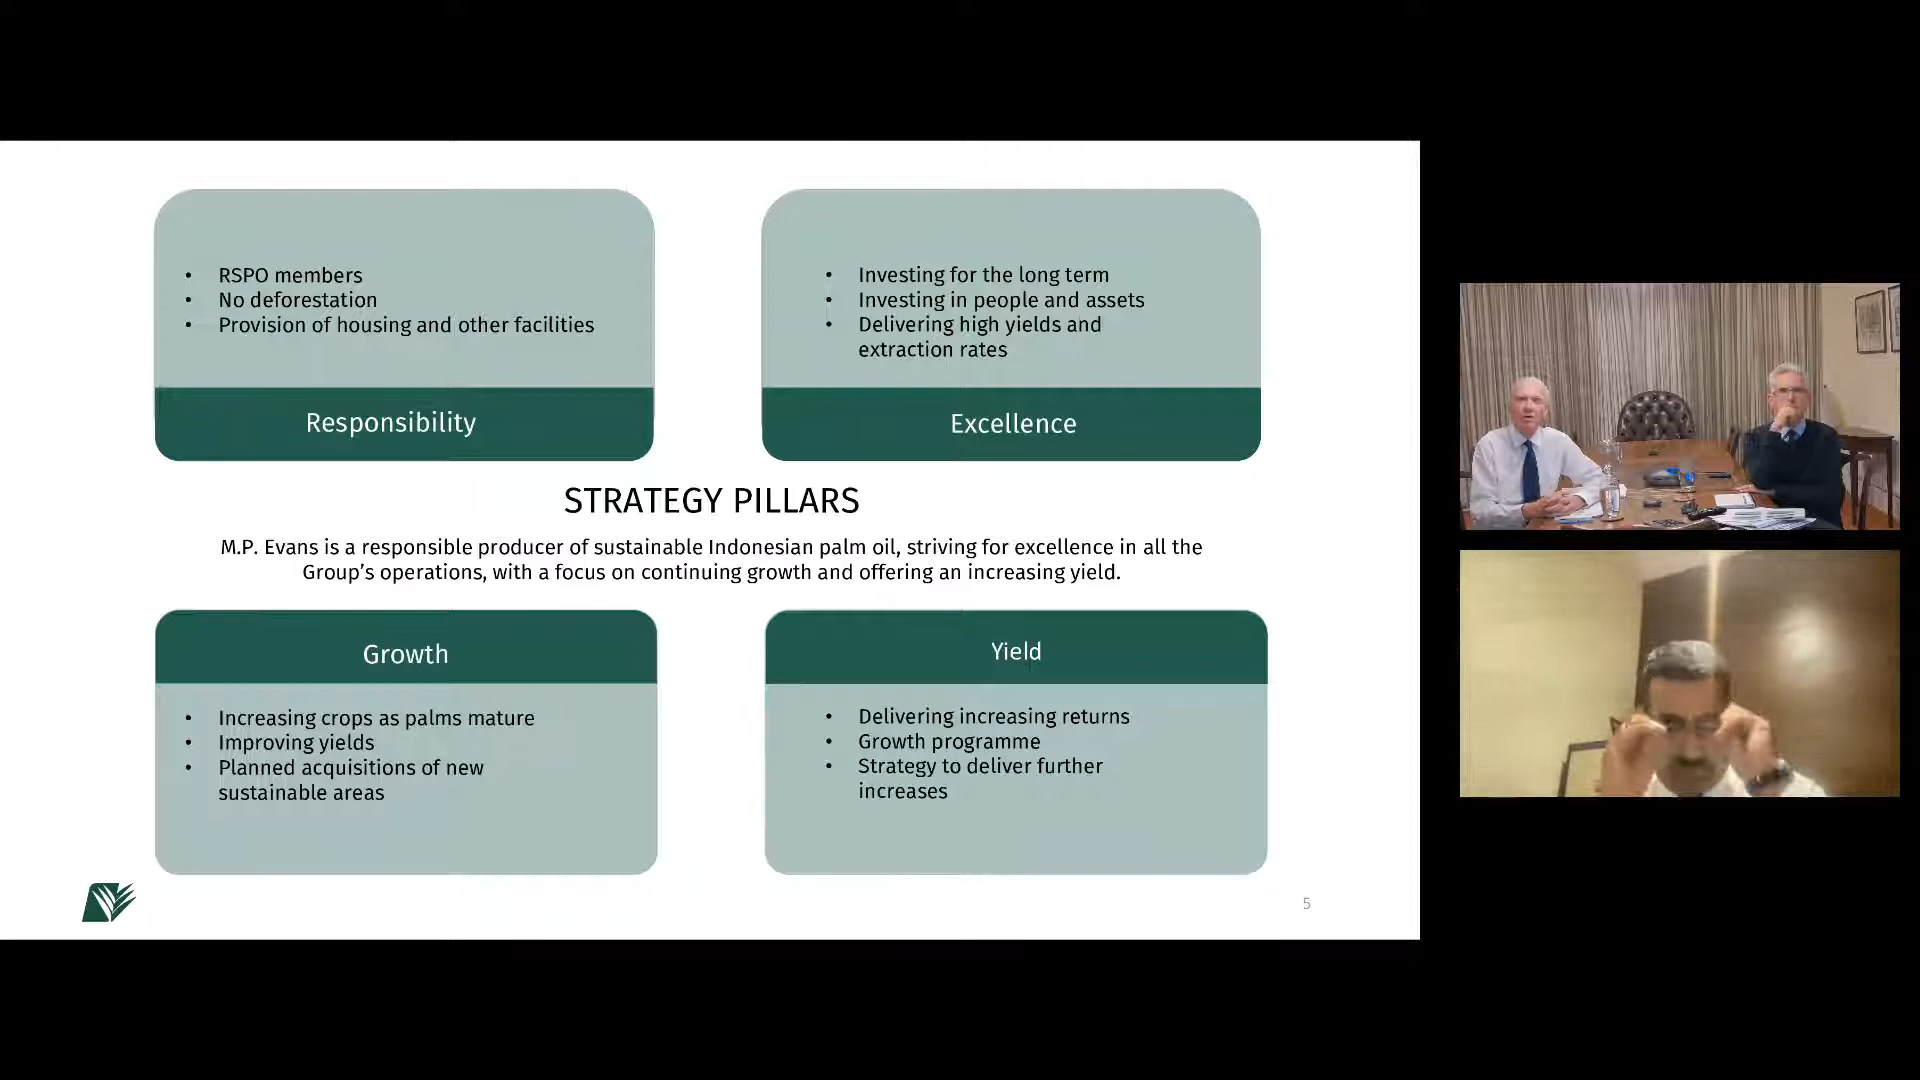 • RSPO members
• No deforestation
• Provision of housing and other facilities
Responsibility
• Investing for the long term
• Investing in people and assets
• Delivering high yields and
extraction rates
Excellence
STRATEGY PILLARS
M.P. Evans is a responsible producer of sustainable Indonesian palm oil, striving for excellence in all the
Group’s operations, with a focus on continuing growth and offering an increasing yield.
Growth
• Increasing crops as palms mature
• Improving yields
• Planned acquisitions of new
sustainable areas
Yield
• Delivering increasing returns
• Growth programme
• Strategy to deliver further
increases
5